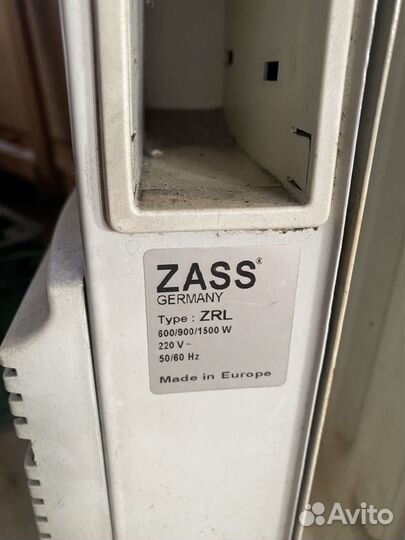 ZASS®
GERMANY
Type : ZRL
600/900/1500 W
220 V ~
50/60 Hz
Made in Europe
Avito